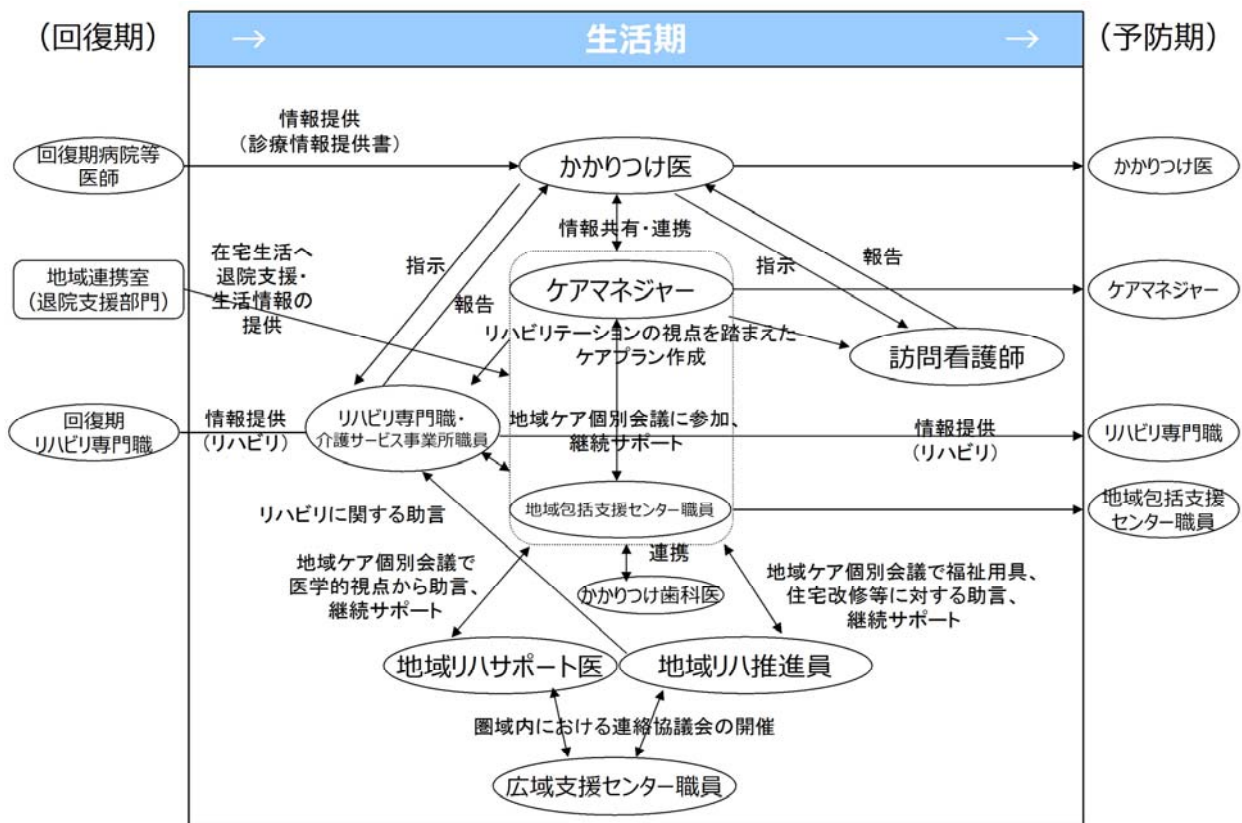 (回復期)
→ 生活期 →
(予防期)
情報提供
(診療情報提供書)
回復期病院等
医師
かかりつけ医
かかりつけ医
情報共有・連携
在宅生活へ
退院支援・
生活情報の
提供
地域連携室
(退院支援部門)
指示
報告
ケアマネジャー
指示
報告
ケアマネジャー
リハビリテーションの視点を踏まえた
ケアプラン作成
訪問看護師
回復期
リハビリ専門職
情報提供
(リハビリ)
リハビリ専門職・
介護サービス事業所職員
地域ケア個別会議に参加、
継続サポート
情報提供
(リハビリ)
リハビリ専門職
地域包括支援センター職員
地域包括支援
センター職員
リハビリに関する助言
連携
地域ケア個別会議で
医学的視点から助言、
継続サポート
かかりつけ歯科医
地域ケア個別会議で福祉用具、
住宅改修等に対する助言、
継続サポート
地域リハサポート医
地域リハ推進員
圏域内における連絡協議会の開催
広域支援センター職員